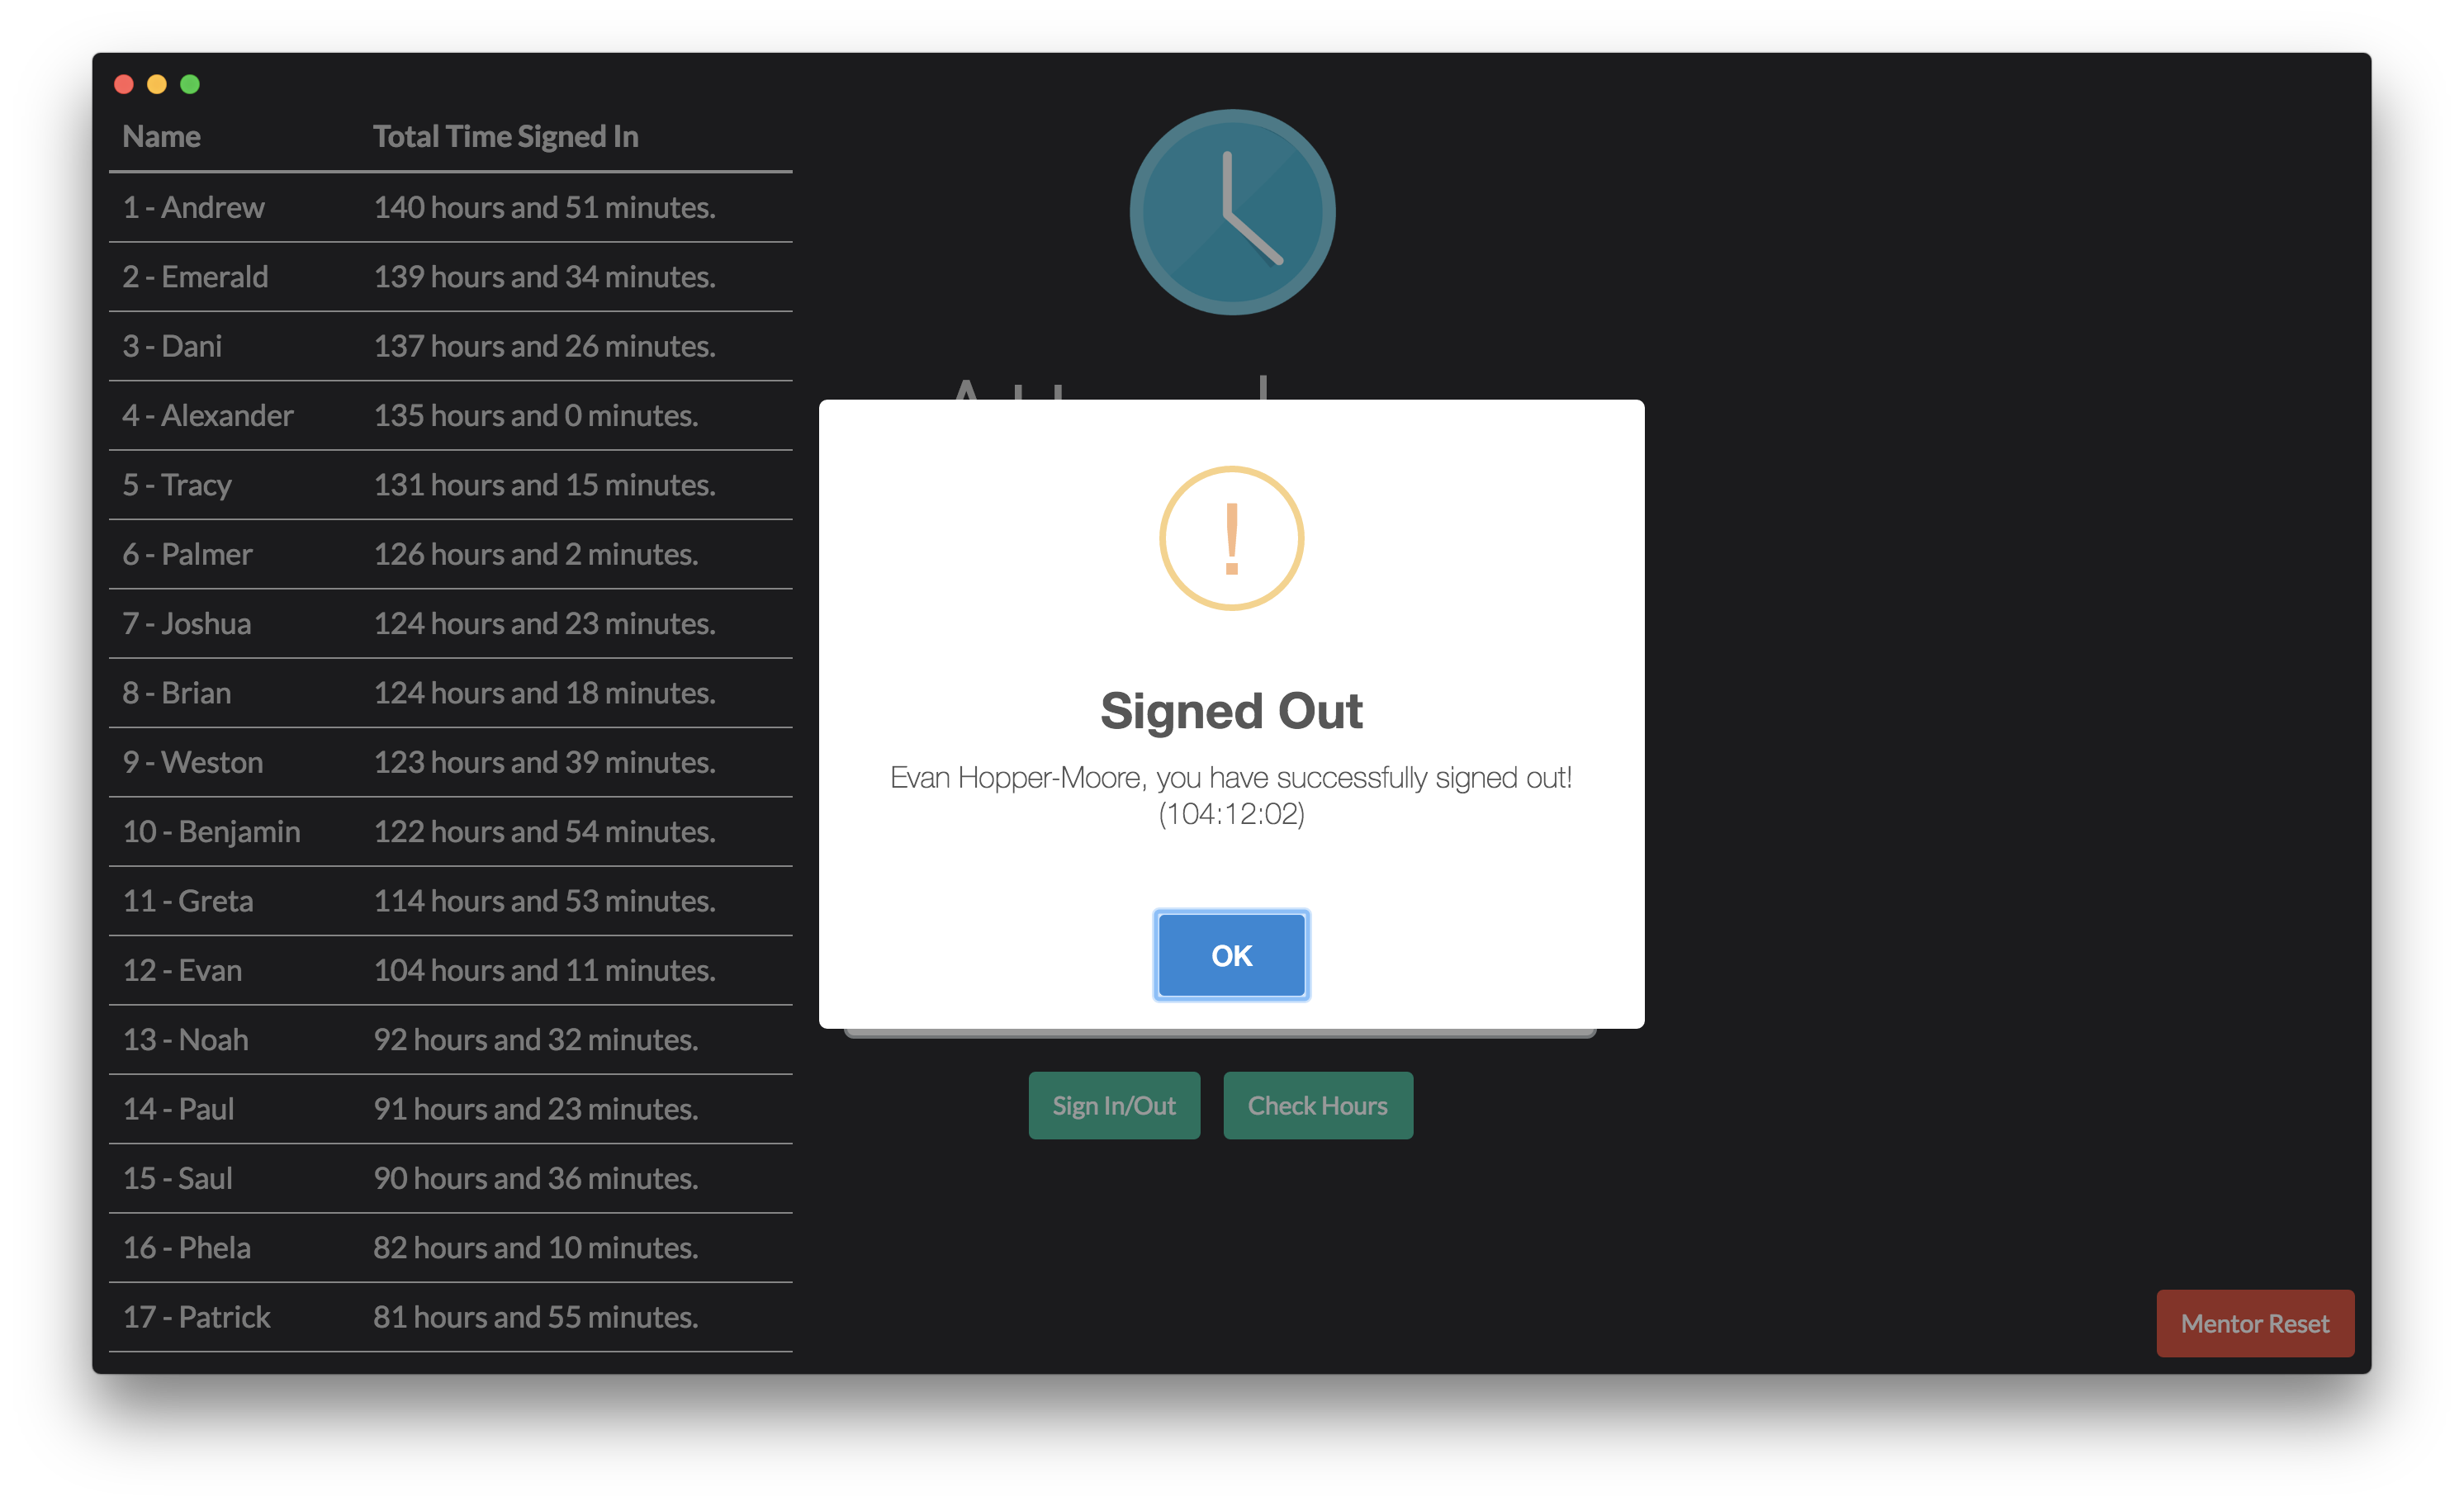 Name Total Time Signed In
1 - Andrew 140 hours and 51 minutes.
2 - Emerald 139 hours and 34 minutes.
3 - Dani 137 hours and 26 minutes.
4 - Alexander 135 hours and 0 minutes.
5 - Tracy 131 hours and 15 minutes.
6 - Palmer 126 hours and 2 minutes.
7 - Joshua 124 hours and 23 minutes.
8 - Brian 124 hours and 18 minutes.
9 - Weston 123 hours and 39 minutes.
10 - Benjamin 122 hours and 54 minutes.
11 - Greta 114 hours and 53 minutes.
12 - Evan 104 hours and 11 minutes.
13 - Noah 92 hours and 32 minutes.
14 - Paul 91 hours and 23 minutes.
15 - Saul 90 hours and 36 minutes.
16 - Phela 82 hours and 10 minutes.
17 - Patrick 81 hours and 55 minutes.
!
Signed Out
Evan Hopper-Moore, you have successfully signed out!
(104:12:02)
OK
Sign In/Out
Check Hours
Mentor Reset